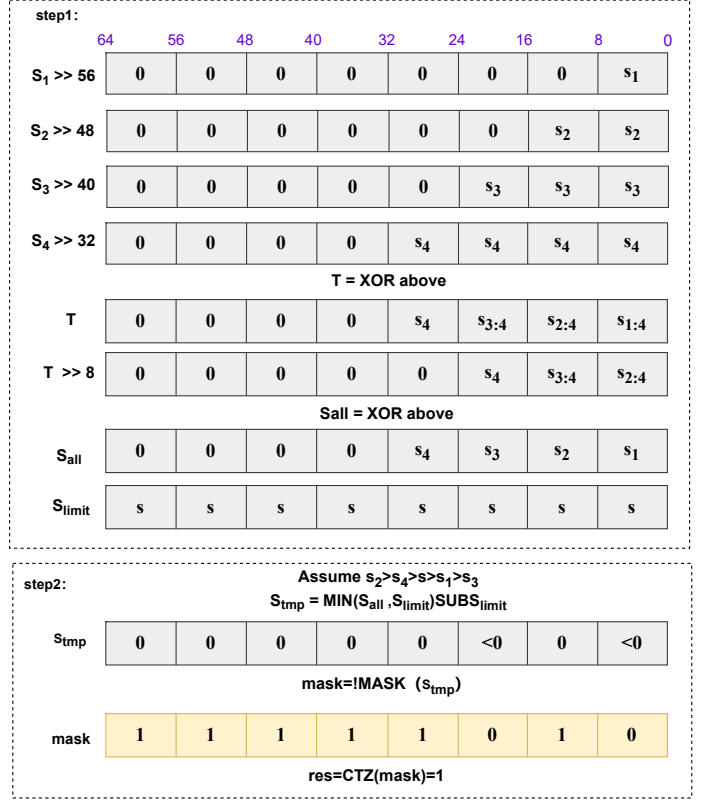 step1:
64 56 48 40 32 24 16 8 0
S1 >> 56 0 0 0 0 0 0 0 s1
S2 >> 48 0 0 0 0 0 0 s2 s2
S3 >> 40 0 0 0 0 0 s3 s3 s3
S4 >> 32 0 0 0 0 s4 s4 s4 s4
T = XOR above
T 0 0 0 0 s4 s3:4 s2:4 s1:4
T >> 8 0 0 0 0 0 s4 s3:4 s2:4
Sall = XOR above
Sall 0 0 0 0 s4 s3 s2 s1
Slimit s s s s s s s s
step2:
Assume s2>s4>s>s1>s3
Stmp = MIN(Sall ,Slimit)SUBSlimit
Stmp 0 0 0 0 0 <0 0 <0
mask=!MASK (Stmp)
mask 1 1 1 1 1 0 1 0
res=CTZ(mask)=1